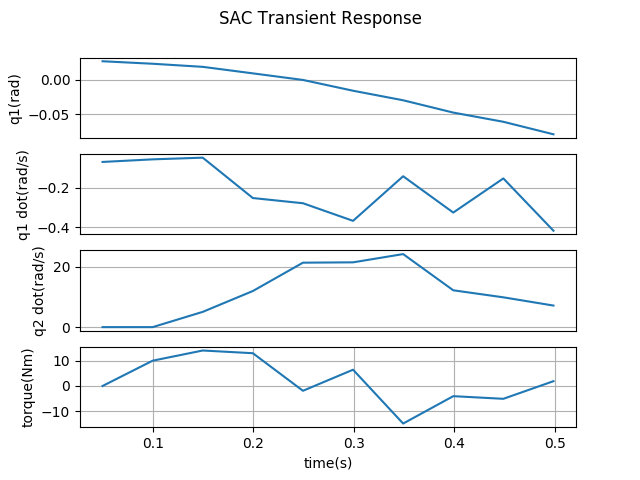 SAC Transient Response
q1(rad)
0.00
−0.05
q1 dot(rad/s)
−0.2
−0.4
q2 dot(rad/s)
20
0
torque(Nm)
10
0
−10
0.1 0.2 0.3 0.4 0.5
time(s)